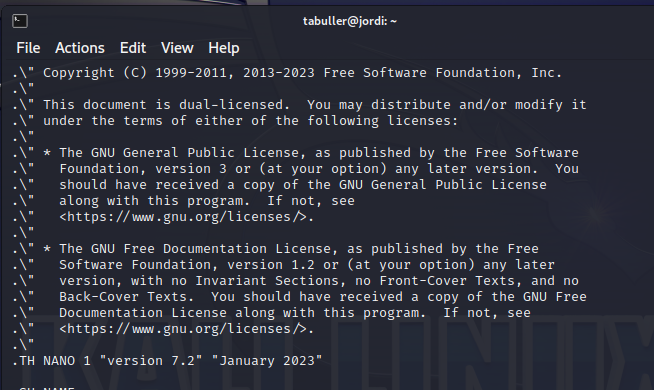 tabuller@jordi: ~
File Actions Edit View Help
.\" Copyright (C) 1999-2011, 2013-2023 Free Software Foundation, Inc.
.\"
.\" This document is dual-licensed.  You may distribute and/or modify it
.\" under the terms of either of the following licenses:
.\"
.\" * The GNU General Public License, as published by the Free Software
.\"   Foundation, version 3 or (at your option) any later version.  You
.\"   should have received a copy of the GNU General Public License
.\"   along with this program.  If not, see
.\"   <https://www.gnu.org/licenses/>.
.\"
.\" * The GNU Free Documentation License, as published by the Free
.\"   Software Foundation, version 1.2 or (at your option) any later
.\"   version, with no Invariant Sections, no Front-Cover Texts, and no
.\"   Back-Cover Texts.  You should have received a copy of the GNU Free
.\"   Documentation License along with this program.  If not, see
.\"   <https://www.gnu.org/licenses/>.
.\"
.TH NANO 1 "version 7.2" "January 2023"